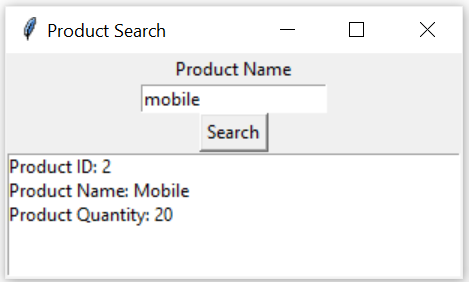 Product Search
Product Name
mobile
Search
Product ID: 2
Product Name: Mobile
Product Quantity: 20